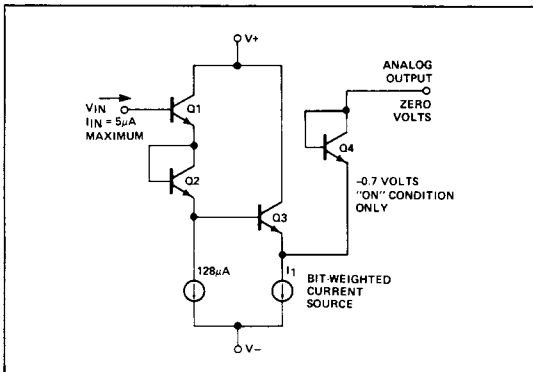 V+
ANALOG
OUTPUT
ZERO
VOLTS
VIN
IIN = 5µA
MAXIMUM
Q1
Q4
Q2
-0.7 VOLTS
"ON" CONDITION
ONLY
Q3
128µA
I1
BIT-WEIGHTED
CURRENT
SOURCE
V−